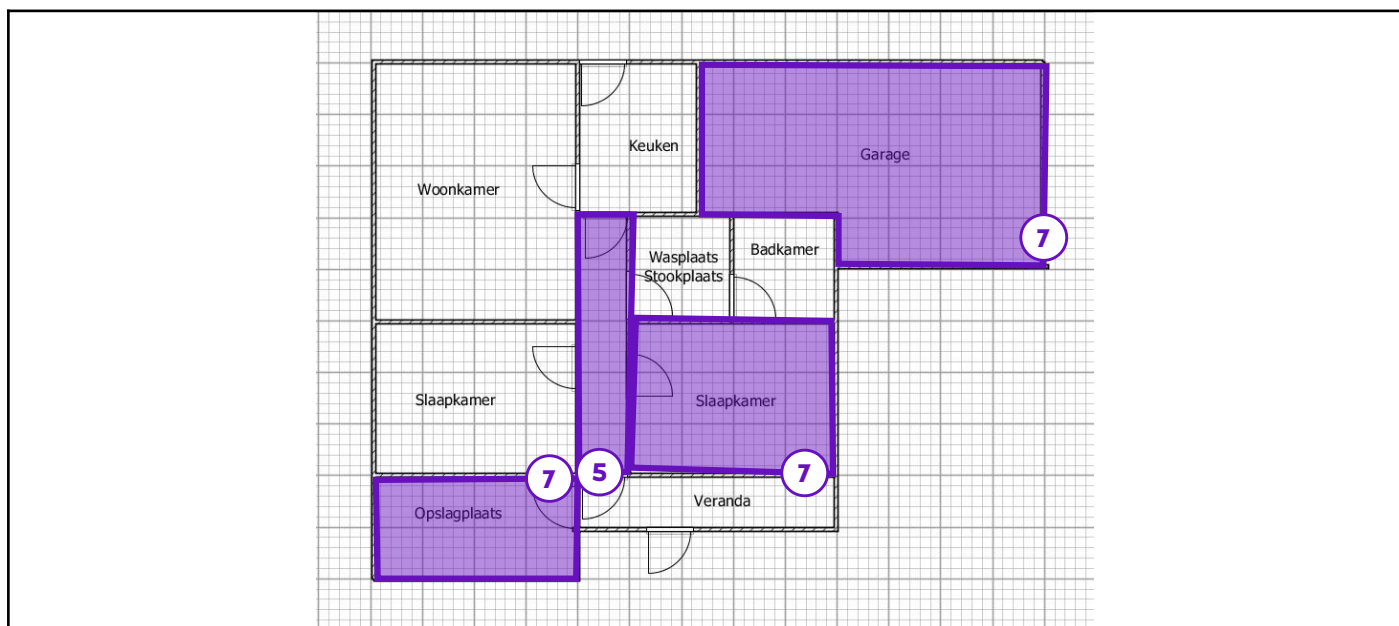 Keuken
Garage
Woonkamer
7
Badkamer
Wasplaats
Stookplaats
Slaapkamer
Slaapkamer
7
5
7
Veranda
Opslagplaats